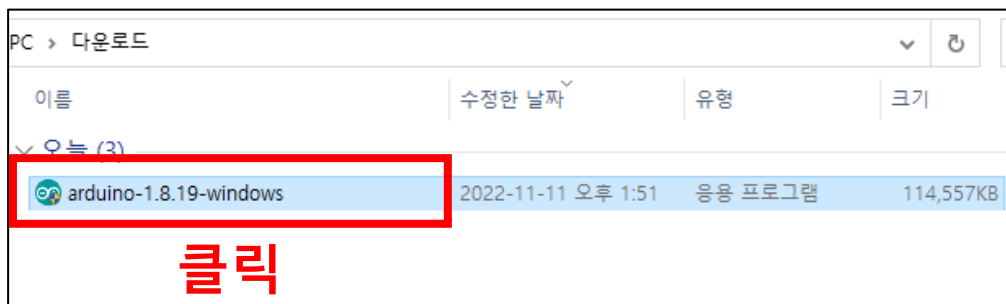 PC > 다운로드
이름 수정한 날짜 유형 크기
오늘 (3)
arduino-1.8.19-windows 2022-11-11 오후 1:51 응용 프로그램 114,557KB
클릭